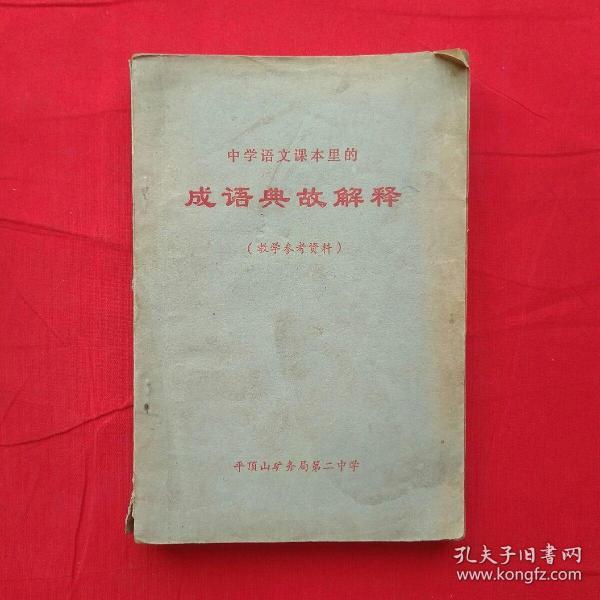 中学语文课本里的
成语典故解释
(教学参考资料)
平顶山矿务局第二中学
孔夫子旧书网
www.kongfz.com